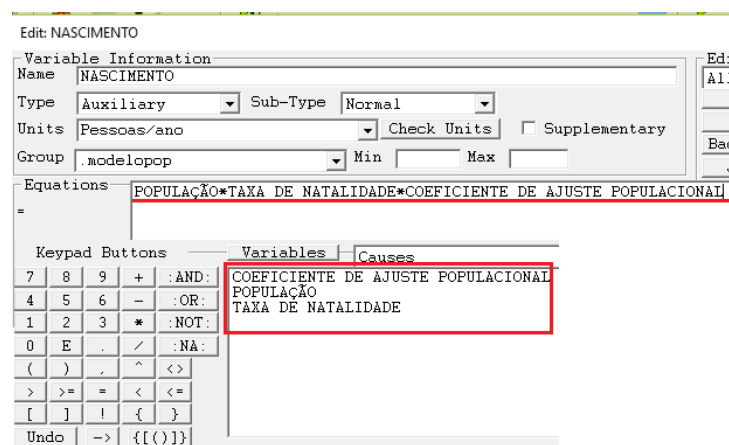 Edit: NASCIMENTO
Variable Information
Edi
Name NASCIMENTO
All
Type Auxiliary Sub-Type Normal
Units Pessoas/ano Check Units Supplementary
Bac
Group .modelopop Min Max
Equations POPULAÇÃO*TAXA DE NATALIDADE*COEFICIENTE DE AJUSTE POPULACIONAL
=
Keypad Buttons Variables Causes
7 8 9 + :AND: COEFICIENTE DE AJUSTE POPULACIONAL
4 5 6 - :OR: POPULAÇÃO
1 2 3 * :NOT: TAXA DE NATALIDADE
0 E . / :NA:
( ) , ^ <>
> >= = < <=
[ ] ! { }
Undo -> {[()]}